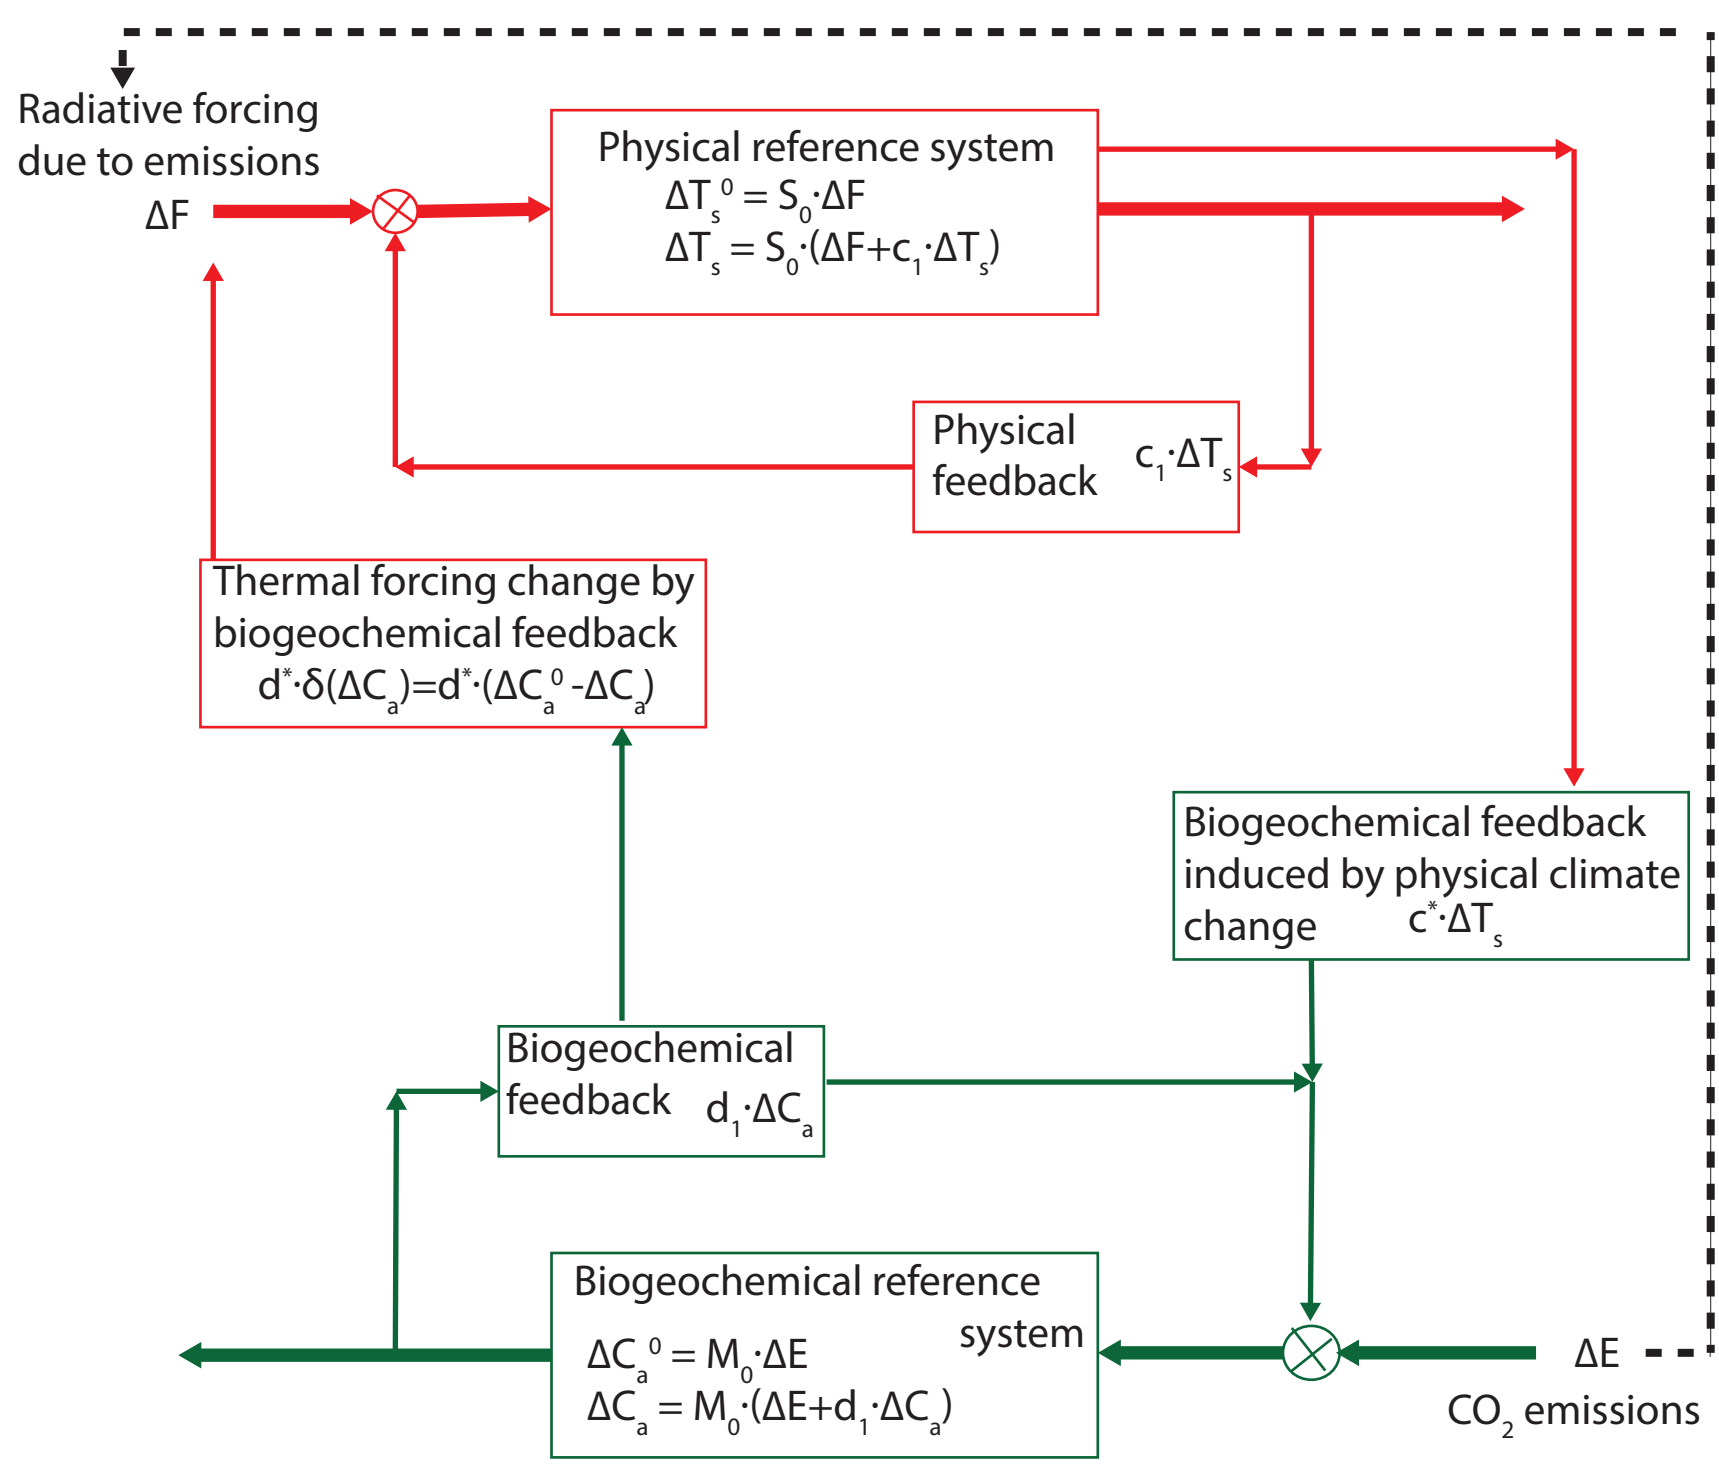 Radiative forcing
due to emissions
ΔF
Physical reference system
ΔTₛ⁰ = S₀·ΔF
ΔTₛ = S₀·(ΔF+c₁·ΔTₛ)
Physical
feedback
c₁·ΔTₛ
Thermal forcing change by
biogeochemical feedback
d*·δ(ΔCₐ)=d*·(ΔCₐ⁰-ΔCₐ)
Biogeochemical feedback
induced by physical climate
change c*·ΔTₛ
Biogeochemical
feedback d₁·ΔCₐ
Biogeochemical reference
system
ΔCₐ⁰ = M₀·ΔE
ΔCₐ = M₀·(ΔE+d₁·ΔCₐ)
ΔE
CO₂ emissions